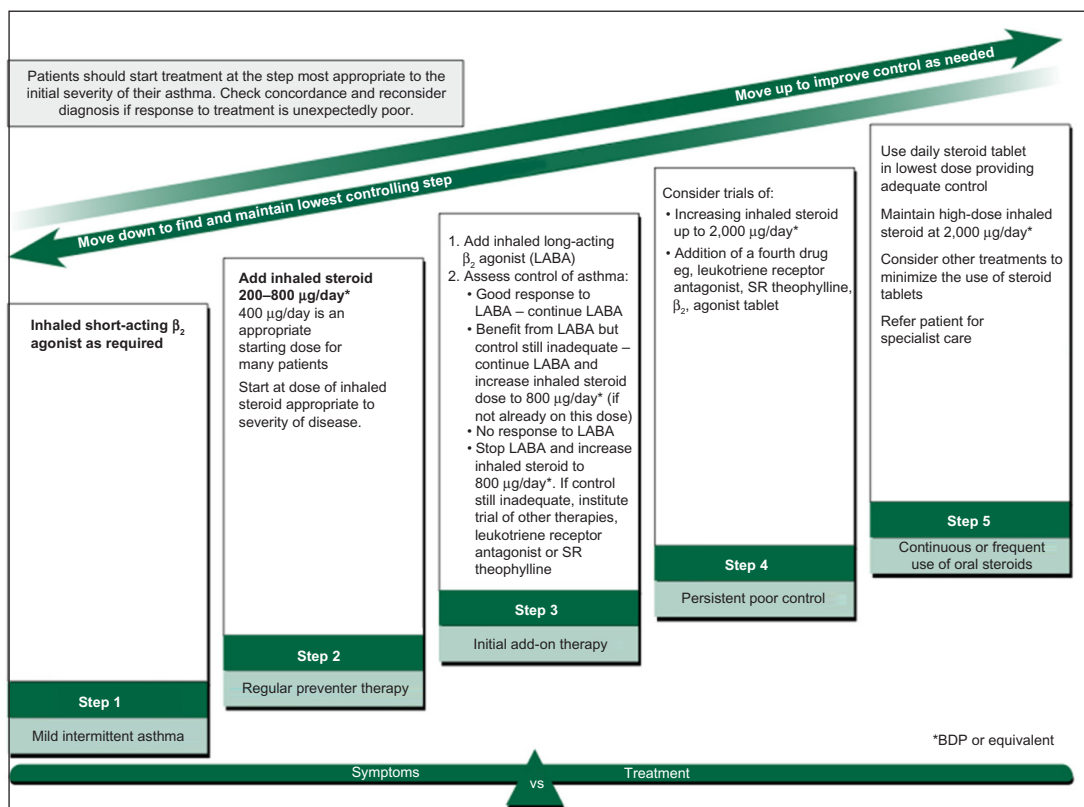 Patients should start treatment at the step most appropriate to the
initial severity of their asthma. Check concordance and reconsider
diagnosis if response to treatment is unexpectedly poor.
Move up to improve control as needed
Move down to find and maintain lowest controlling step
Inhaled short-acting β₂
agonist as required
Step 1
Mild intermittent asthma
Add inhaled steroid
200–800 μg/day*
400 μg/day is an
appropriate
starting dose for
many patients
Start at dose of inhaled
steroid appropriate to
severity of disease.
Step 2
Regular preventer therapy
1. Add inhaled long-acting
β₂ agonist (LABA)
2. Assess control of asthma:
• Good response to
LABA – continue LABA
• Benefit from LABA but
control still inadequate –
continue LABA and
increase inhaled steroid
dose to 800 μg/day* (if
not already on this dose)
• No response to LABA
• Stop LABA and increase
inhaled steroid to
800 μg/day*. If control
still inadequate, institute
trial of other therapies,
leukotriene receptor
antagonist or SR
theophylline
Step 3
Initial add-on therapy
Consider trials of:
• Increasing inhaled steroid
up to 2,000 μg/day*
• Addition of a fourth drug
eg, leukotriene receptor
antagonist, SR theophylline,
β₂, agonist tablet
Step 4
Persistent poor control
Use daily steroid tablet
in lowest dose providing
adequate control
Maintain high-dose inhaled
steroid at 2,000 μg/day*
Consider other treatments to
minimize the use of steroid
tablets
Refer patient for
specialist care
Step 5
Continuous or frequent
use of oral steroids
*BDP or equivalent
Symptoms
vs
Treatment